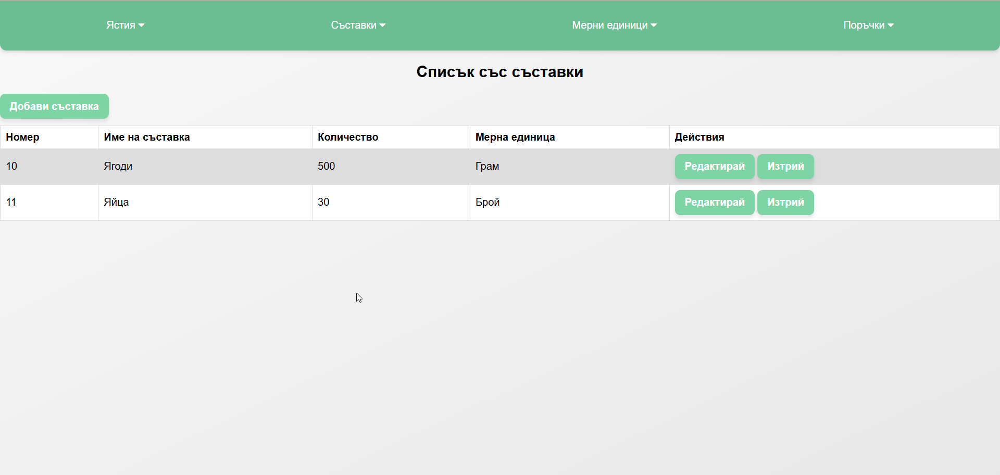 Ястия Съставки Мерни единици Поръчки
Списък със съставки
Добави съставка
Номер Име на съставка Количество Мерна единица Действия
10 Ягоди 500 Грам Редактирай Изтрий
11 Яйца 30 Брой Редактирай Изтрий